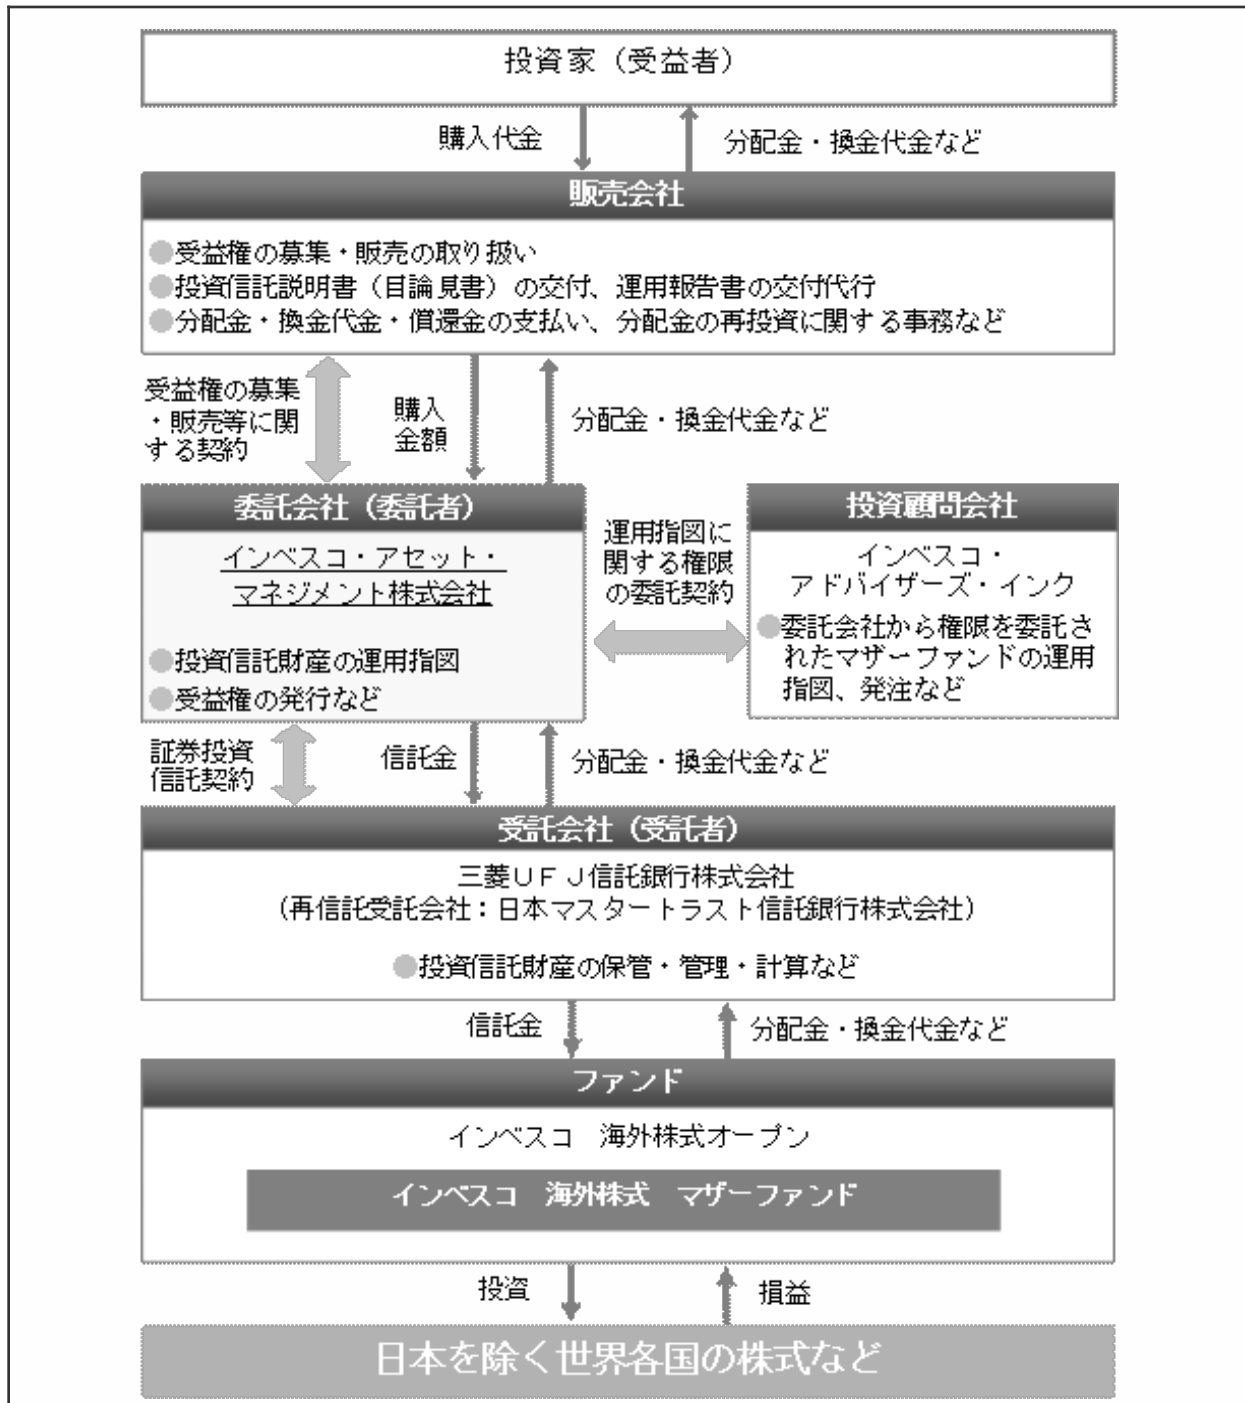 投資家（受益者）
購入代金
分配金・換金代金など
販売会社
●受益権の募集・販売の取り扱い
●投資信託説明書（目論見書）の交付、運用報告書の交付代行
●分配金・換金代金・償還金の支払い、分配金の再投資に関する事務など
受益権の募集
・販売等に関
する契約
購入
金額
分配金・換金代金など
委託会社（委託者）
インベスコ・アセット・
マネジメント株式会社
●投資信託財産の運用指図
●受益権の発行など
運用指図に
関する権限
の委託契約
投資顧問会社
インベスコ・
アドバイザーズ・インク
●委託会社から権限を委託さ
れたマザーファンドの運用
指図、発注など
証券投資
信託契約
信託金
分配金・換金代金など
受託会社（受託者）
三菱ＵＦＪ信託銀行株式会社
（再信託受託会社：日本マスタートラスト信託銀行株式会社）
●投資信託財産の保管・管理・計算など
信託金
分配金・換金代金など
ファンド
インベスコ　海外株式オープン
インベスコ　海外株式　マザーファンド
投資
損益
日本を除く世界各国の株式など